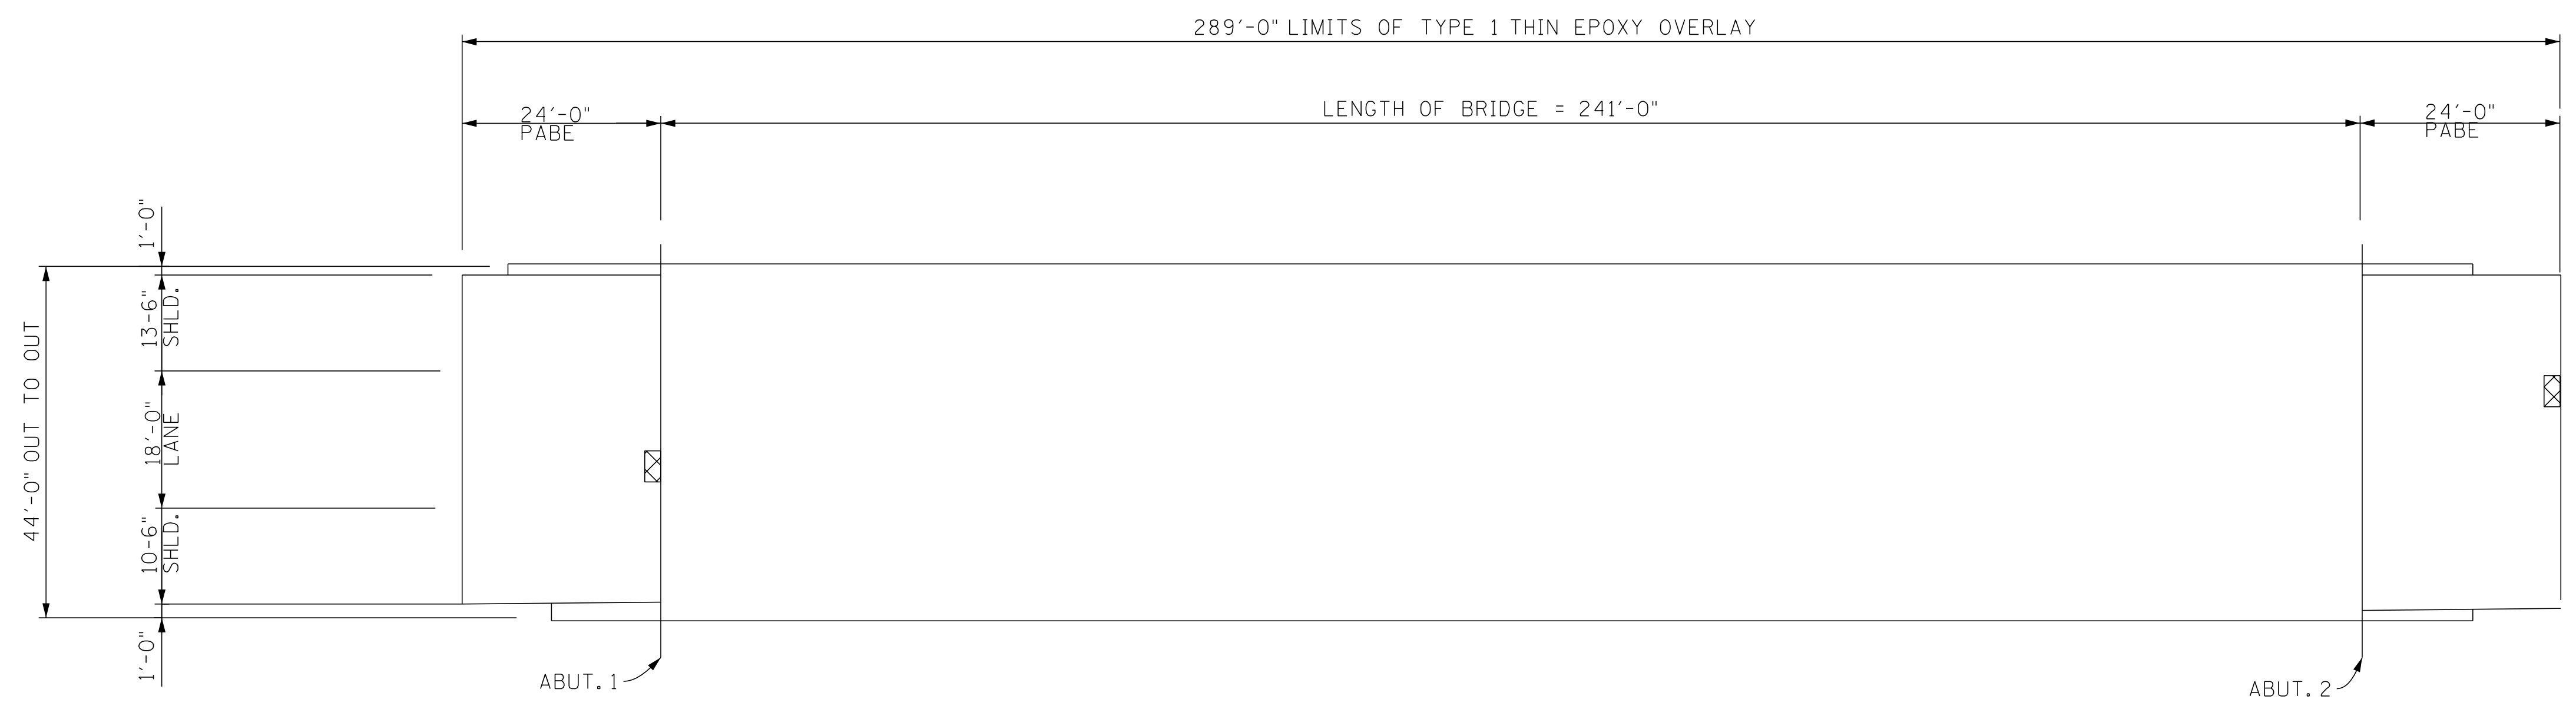 289'-0" LIMITS OF TYPE 1 THIN EPOXY OVERLAY
24'-0"
PABE
LENGTH OF BRIDGE = 241'-0"
24'-0"
PABE
1'-0"
13-6"
SHLD.
18'-0"
LANE
10-6"
SHLD.
1'-0"
44'-0" OUT TO OUT
ABUT. 1
ABUT. 2